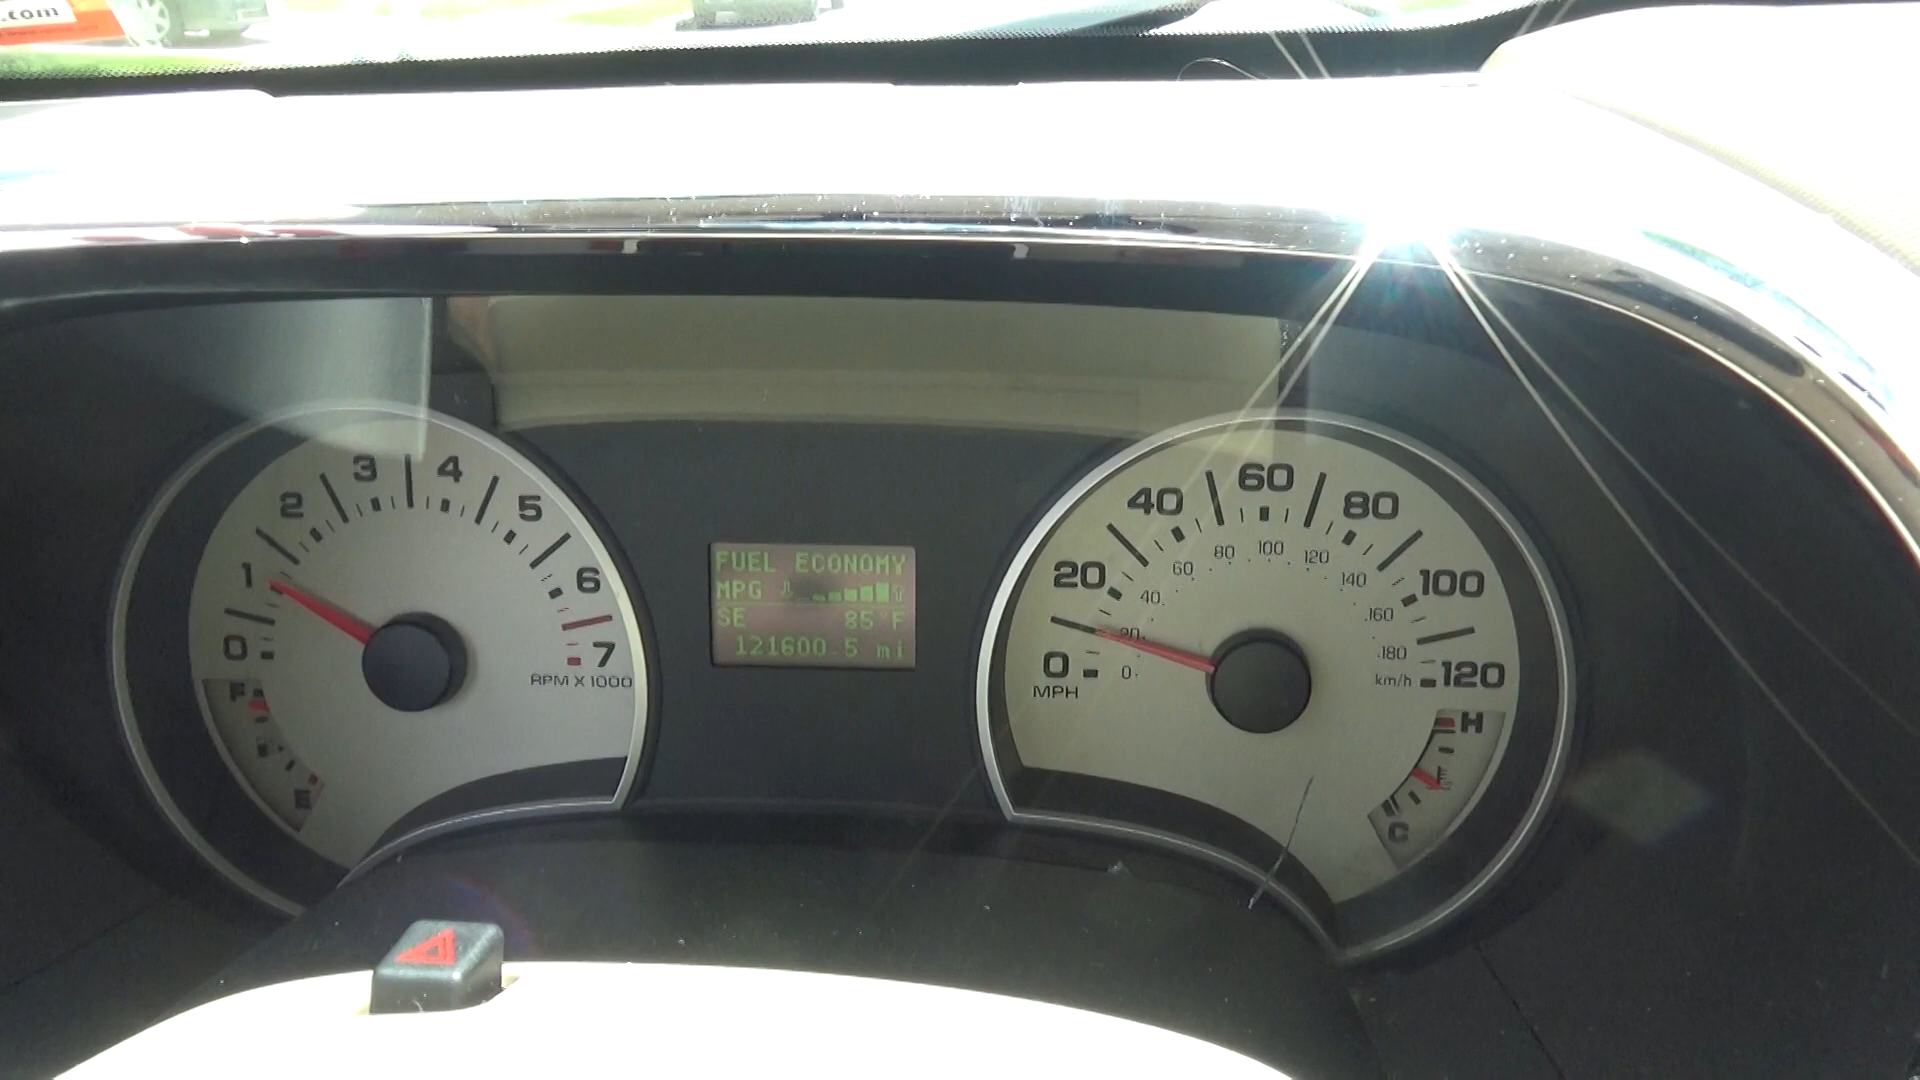 .com
0 1 2 3 4 5 6 7
RPM X 1000
F
E
FUEL ECONOMY
MPG
SE 85°F
121600.5 mi
0 20 40 60 80 100 120
MPH
0 20 40 60 80 100 120 140 160 180
km/h
H
C